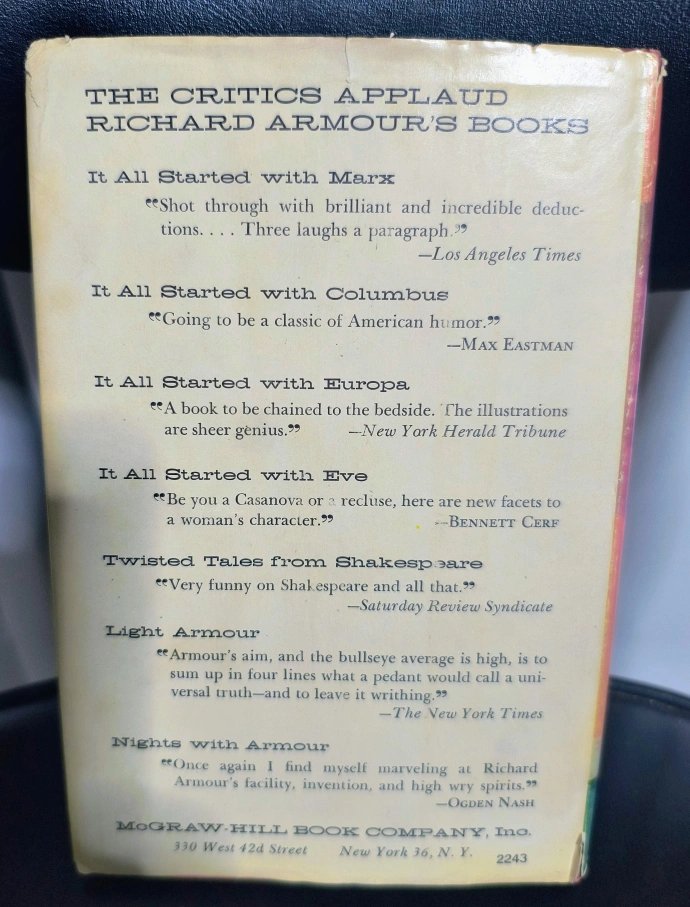 THE CRITICS APPLAUD
RICHARD ARMOUR'S BOOKS
It All Started with Marx
“Shot through with brilliant and incredible deduc-
tions. . . . Three laughs a paragraph.”
—Los Angeles Times
It All Started with Columbus
“Going to be a classic of American humor.”
—MAX EASTMAN
It All Started with Europa
“A book to be chained to the bedside. The illustrations
are sheer genius.” —New York Herald Tribune
It All Started with Eve
“Be you a Casanova or a recluse, here are new facets to
a woman's character.” —BENNETT CERF
Twisted Tales from Shakespeare
“Very funny on Shakespeare and all that.”
—Saturday Review Syndicate
Light Armour
“Armour's aim, and the bullseye average is high, is to
sum up in four lines what a pedant would call a uni-
versal truth—and to leave it writhing.”
—The New York Times
Nights with Armour
“Once again I find myself marveling at Richard
Armour's facility, invention, and high wry spirits.”
—OGDEN NASH
McGRAW-HILL BOOK COMPANY, Inc.
330 West 42d Street New York 36, N. Y. 2243